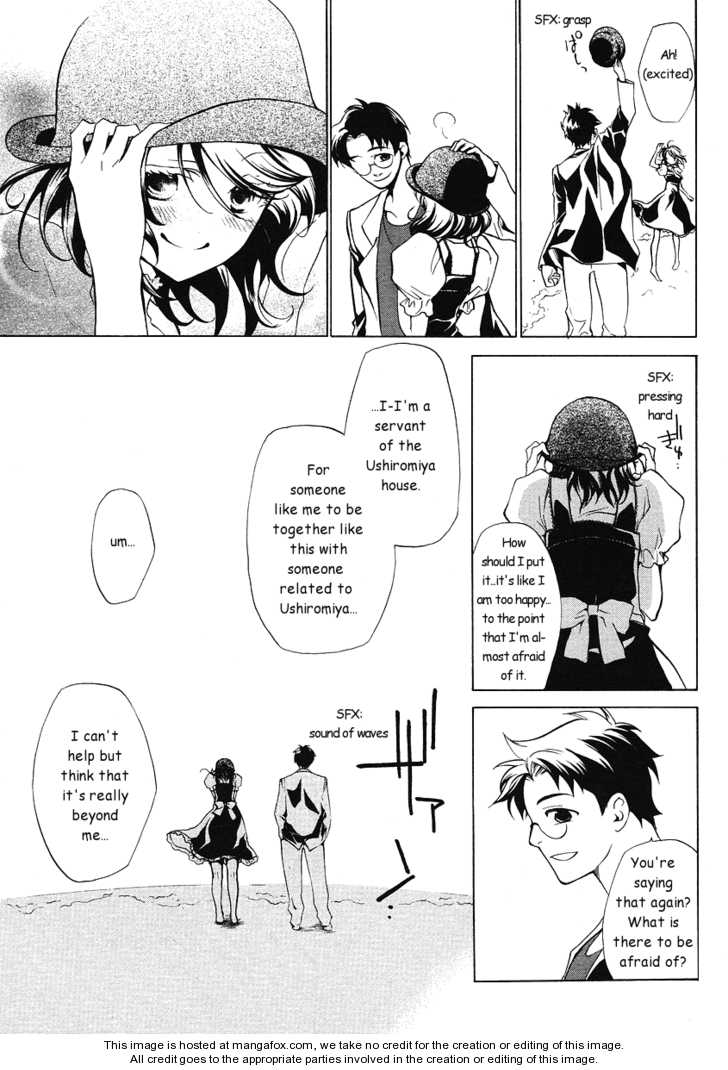 SFX: grasp
ぱしっ
Ah!
(excited)
?
SFX:
pressing
hard
ぎゅ…
How
should I put
it..it's like I
am too happy...
to the point
that I'm al-
most afraid
of it.
...I-I'm a
servant
of the
Ushiromiya
house.
For
someone
like me to be
together like
this with
someone
related to
Ushiromiya...
um...
You're
saying
that again?
What is
there to be
afraid of?
SFX:
sound of waves
ザザァ…ン
I can't
help but
think that
it's really
beyond
me...
This image is hosted at mangafox.com, we take no credit for the creation or editing of this image.
All credit goes to the appropriate parties involved in the creation or editing of this image.